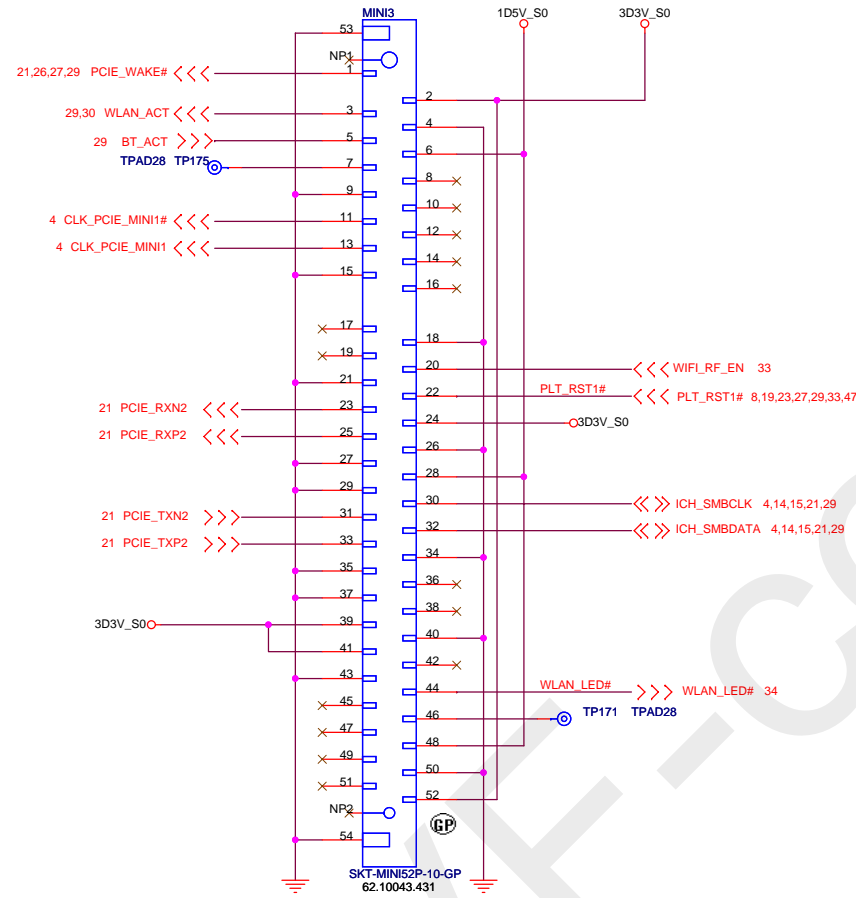 MINI3
1D5V_S0
3D3V_S0
53
NP1
21,26,27,29 PCIE_WAKE# 1
2
29,30 WLAN_ACT 3
4
29 BT_ACT 5
6
TPAD28 TP175 7
8
9
10
4 CLK_PCIE_MINI1# 11
12
4 CLK_PCIE_MINI1 13
14
15
16
17
18
19
20 WIFI_RF_EN 33
21
22 PLT_RST1# PLT_RST1# 8,19,23,27,29,33,47
21 PCIE_RXN2 23
24 3D3V_S0
21 PCIE_RXP2 25
26
27
28
29
30 ICH_SMBCLK 4,14,15,21,29
21 PCIE_TXN2 31
32 ICH_SMBDATA 4,14,15,21,29
21 PCIE_TXP2 33
34
35
36
37
38
3D3V_S0 39
40
41
42
43
44 WLAN_LED# WLAN_LED# 34
45
46 TP171 TPAD28
47
48
49
50
51
52
NP2
GP
54
SKT-MINI52P-10-GP
62.10043.431